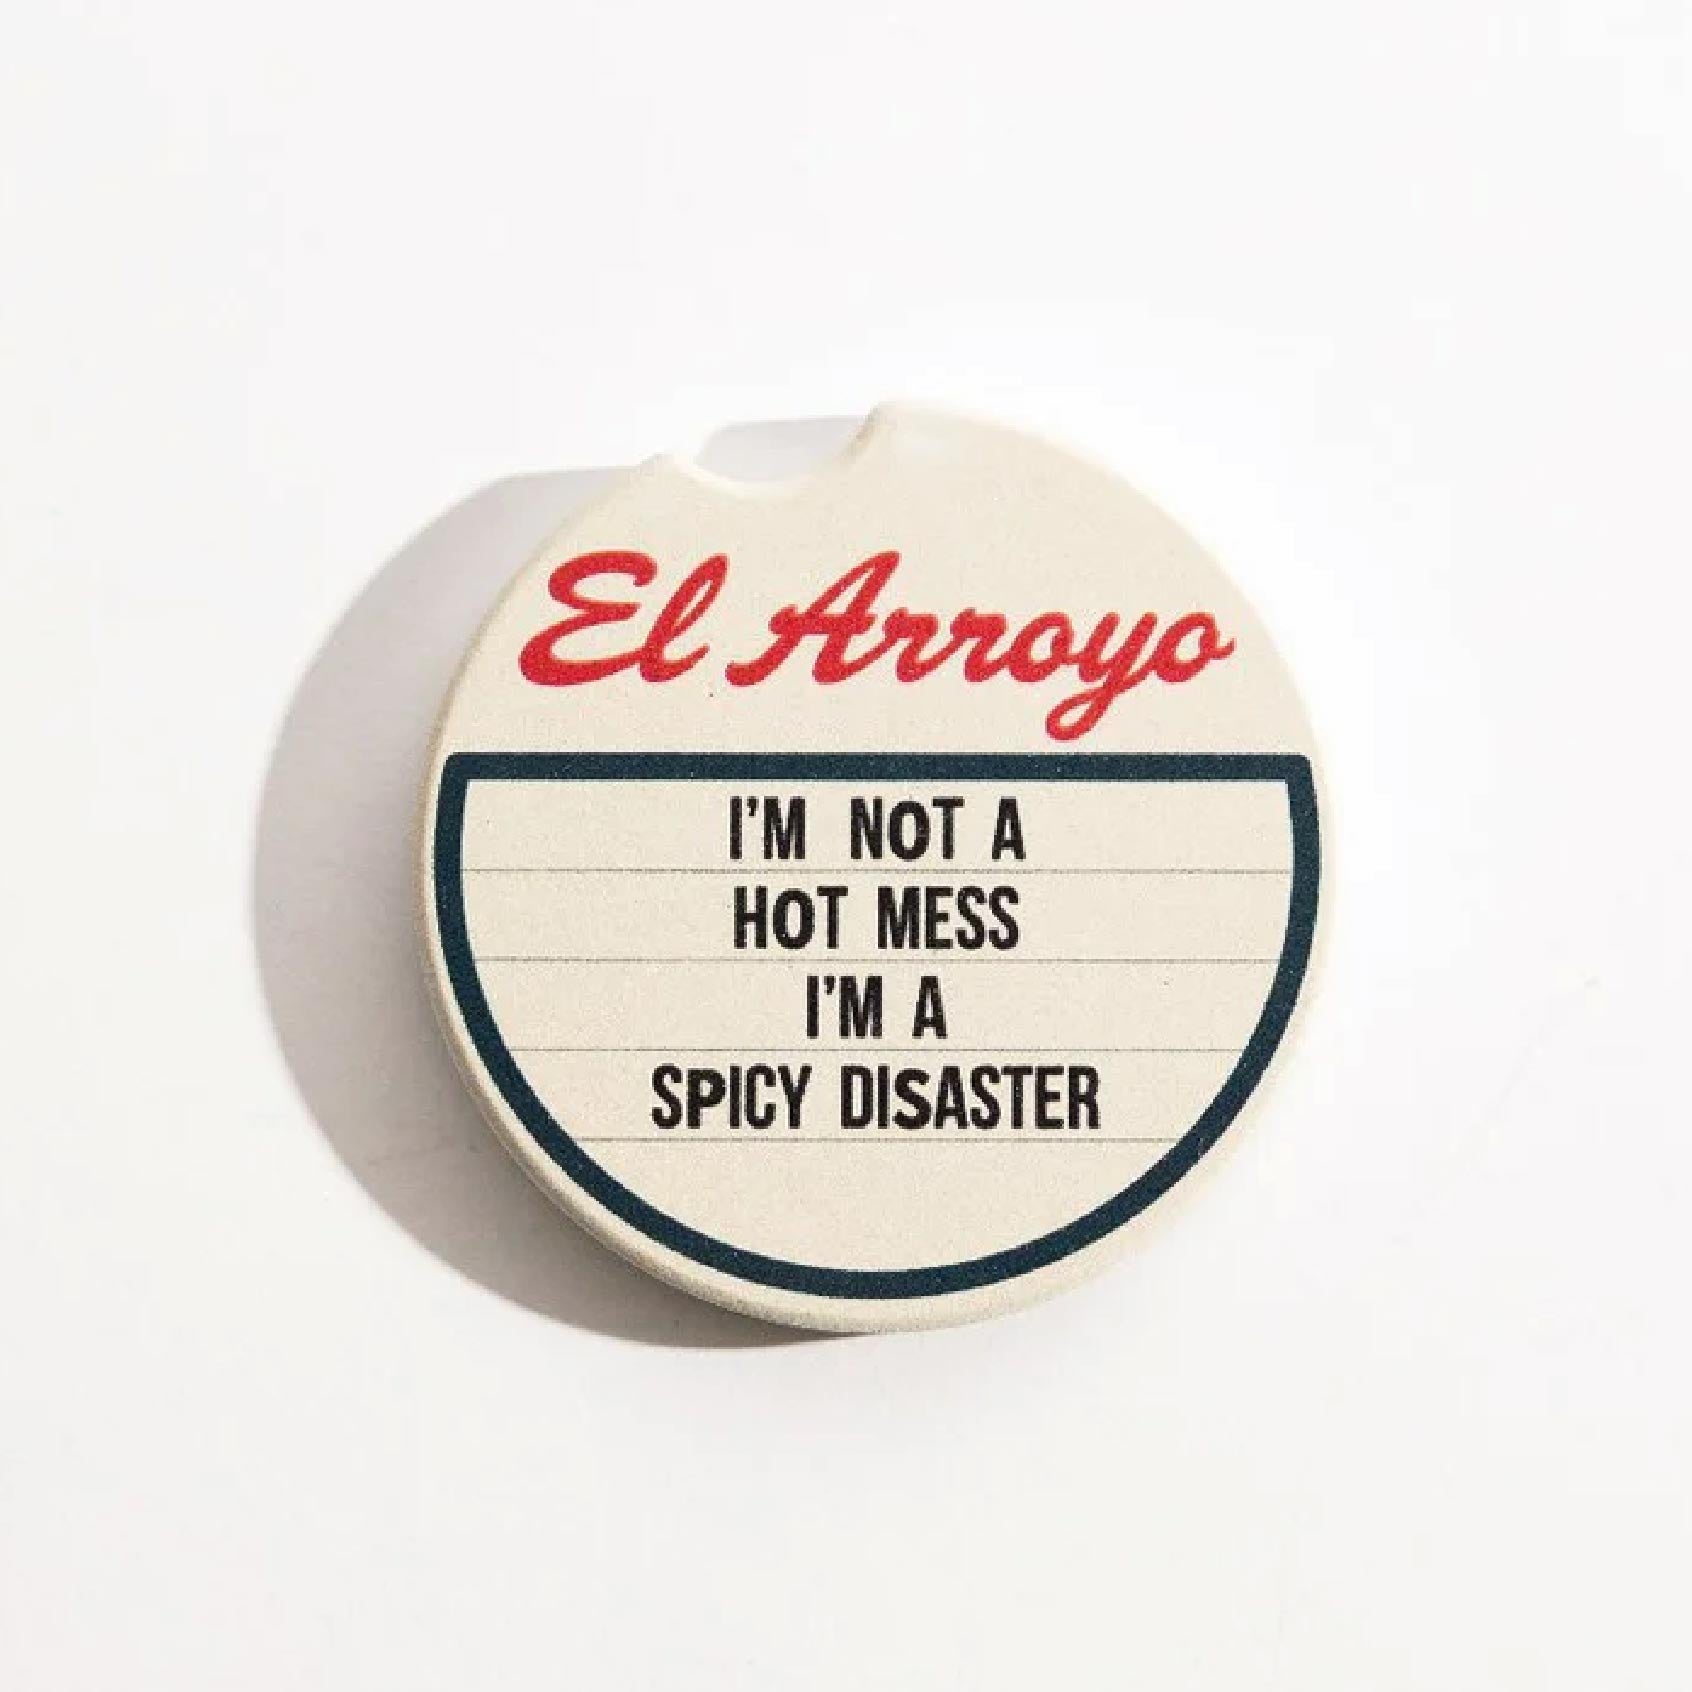 El Arroyo
I'M NOT A
HOT MESS
I'M A
SPICY DISASTER